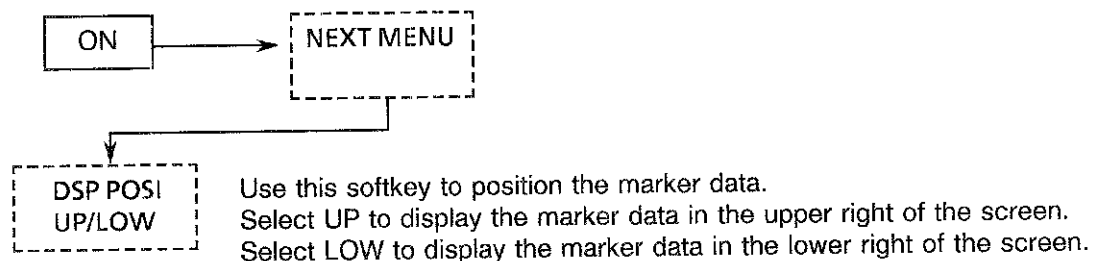 ON
NEXT MENU
DSP POSI
UP/LOW
Use this softkey to position the marker data.
Select UP to display the marker data in the upper right of the screen.
Select LOW to display the marker data in the lower right of the screen.